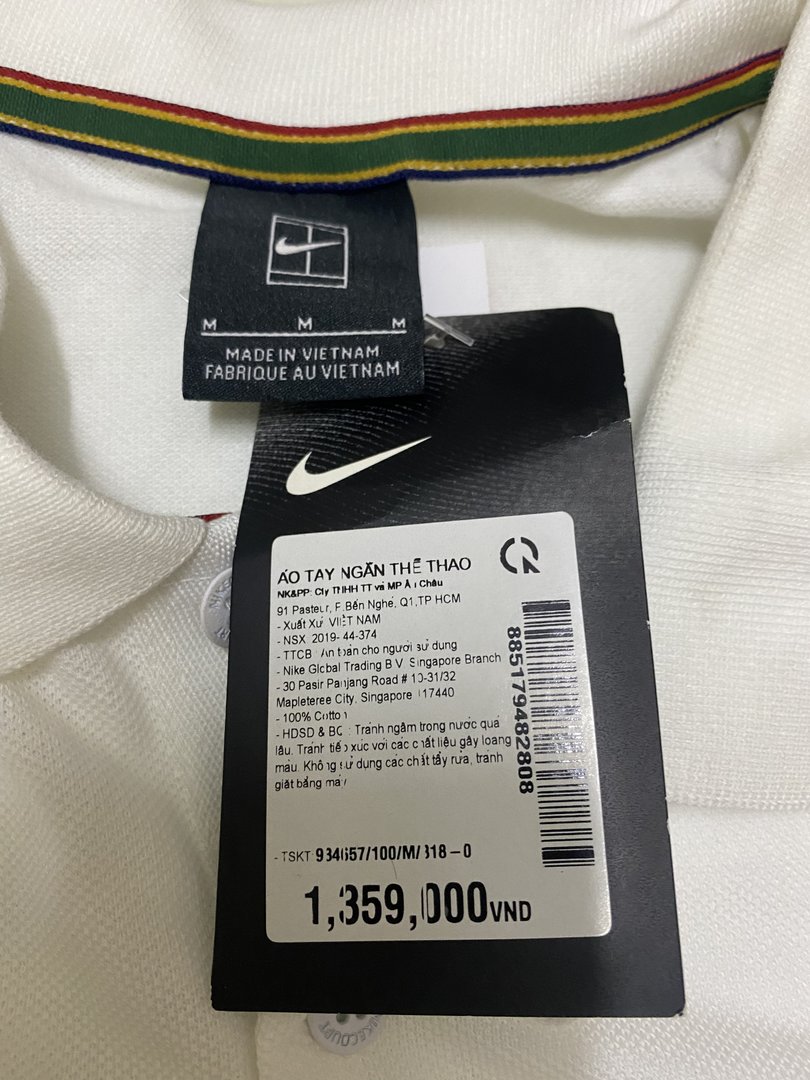 M M M
MADE IN VIETNAM
FABRIQUE AU VIETNAM
ÁO TAY NGẮN THỂ THAO
NK&PP: Cty TNHH TT và MP Á Châu
91 Pasteur, F.Bến Nghé, Q1,TP HCM
- Xuất Xứ: VIỆT NAM
- NSX: 2019- 44-374
- TTCB: An toàn cho người sử dụng
- Nike Global Trading B.V. Singapore Branch
- 30 Pasir Panjang Road # 10-31/32
Mapletree City, Singapore 117440
- 100% Cotton
- HDSD & BQ : Tránh ngâm trong nước quá
lâu. Tránh tiếp xúc với các chất liệu gây loang
màu. Không sử dụng các chất tẩy rửa, tránh
giặt bằng máy
8851794828​08
- TSKT: 934657/100/M/318-0
1,359,000VND